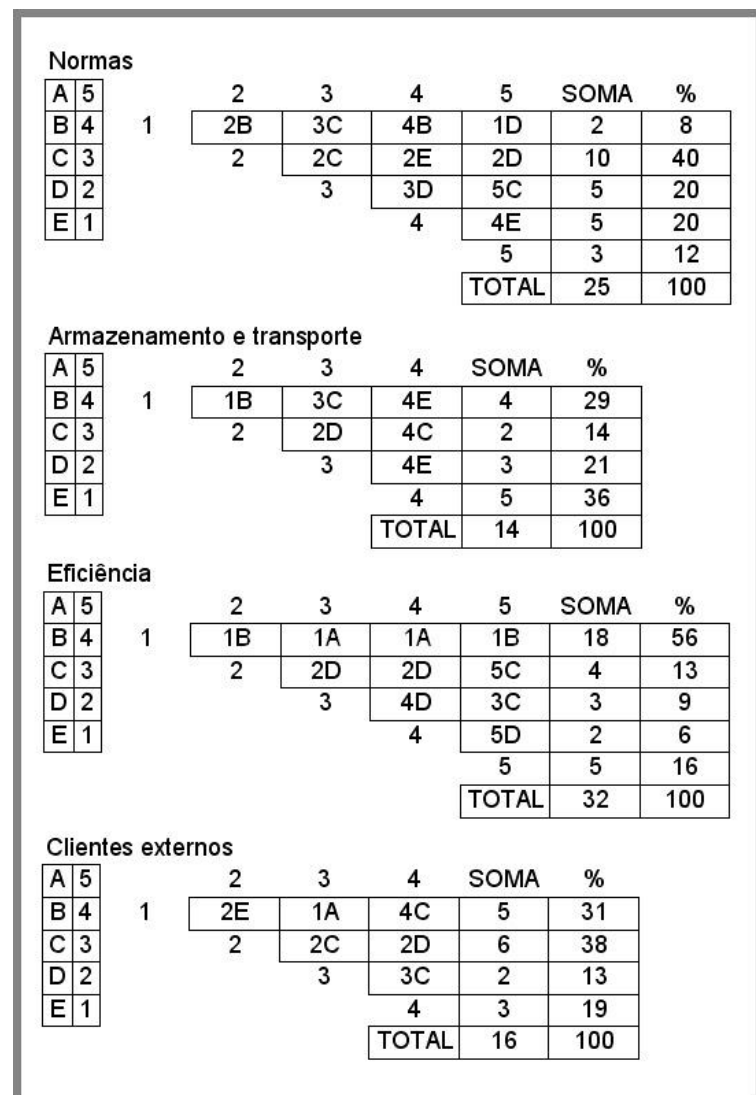 Normas
A 5 2 3 4 5 SOMA %
B 4 1 2B 3C 4B 1D 2 8
C 3 2 2C 2E 2D 10 40
D 2 3 3D 5C 5 20
E 1 4 4E 5 20
5 3 12
TOTAL 25 100
Armazenamento e transporte
A 5 2 3 4 SOMA %
B 4 1 1B 3C 4E 4 29
C 3 2 2D 4C 2 14
D 2 3 4E 3 21
E 1 4 5 36
TOTAL 14 100
Eficiência
A 5 2 3 4 5 SOMA %
B 4 1 1B 1A 1A 1B 18 56
C 3 2 2D 2D 5C 4 13
D 2 3 4D 3C 3 9
E 1 4 5D 2 6
5 5 16
TOTAL 32 100
Clientes externos
A 5 2 3 4 SOMA %
B 4 1 2E 1A 4C 5 31
C 3 2 2C 2D 6 38
D 2 3 3C 2 13
E 1 4 3 19
TOTAL 16 100